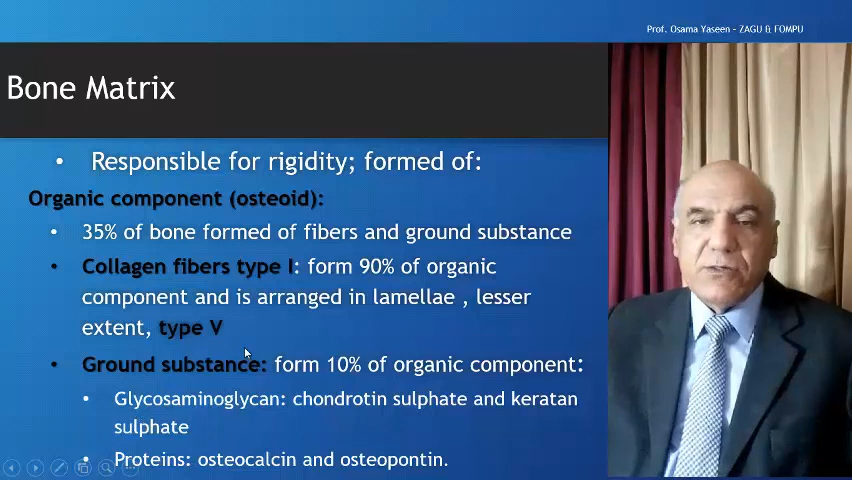 Prof. Osama Yaseen – ZAGU & FOMPU
Bone Matrix
• Responsible for rigidity; formed of:
Organic component (osteoid):
• 35% of bone formed of fibers and ground substance
• Collagen fibers type I: form 90% of organic
component and is arranged in lamellae , lesser
extent, type V
• Ground substance: form 10% of organic component:
• Glycosaminoglycan: chondrotin sulphate and keratan
sulphate
• Proteins: osteocalcin and osteopontin.